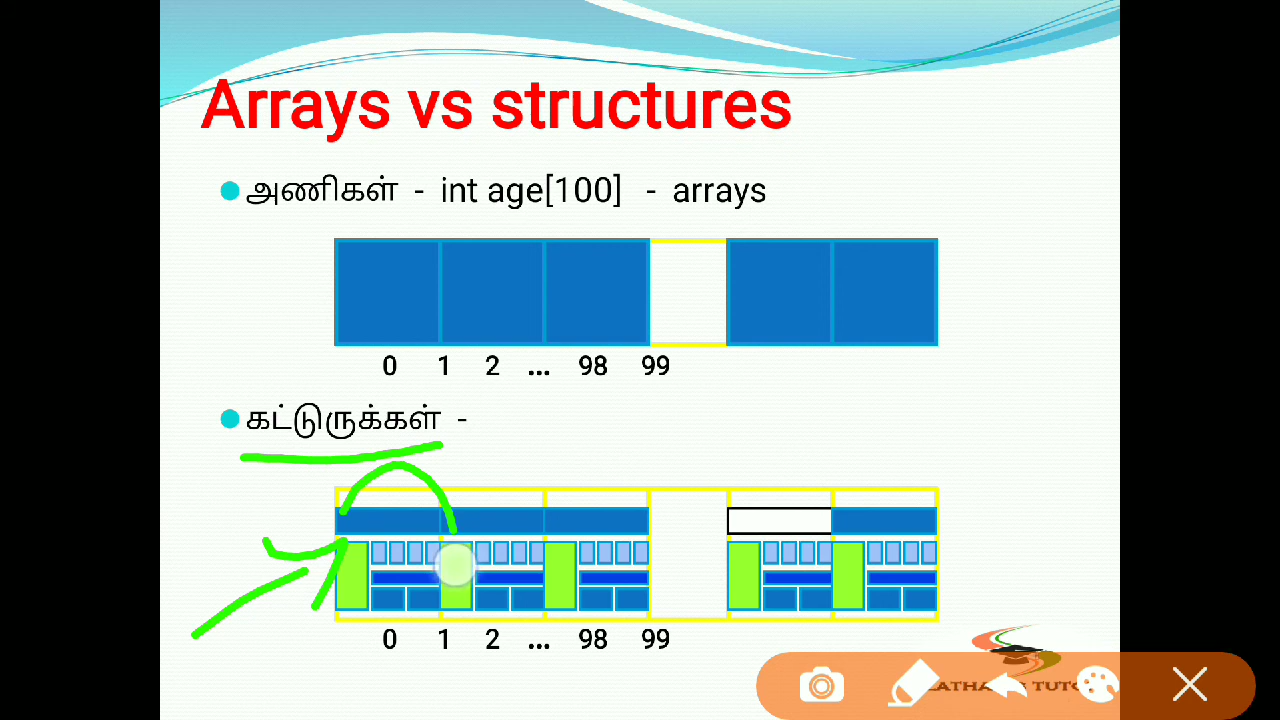 Arrays vs structures
அணிகள் - int age[100] - arrays
0 1 2 ... 98 99
கட்டுருக்கள் -
0 1 2 ... 98 99